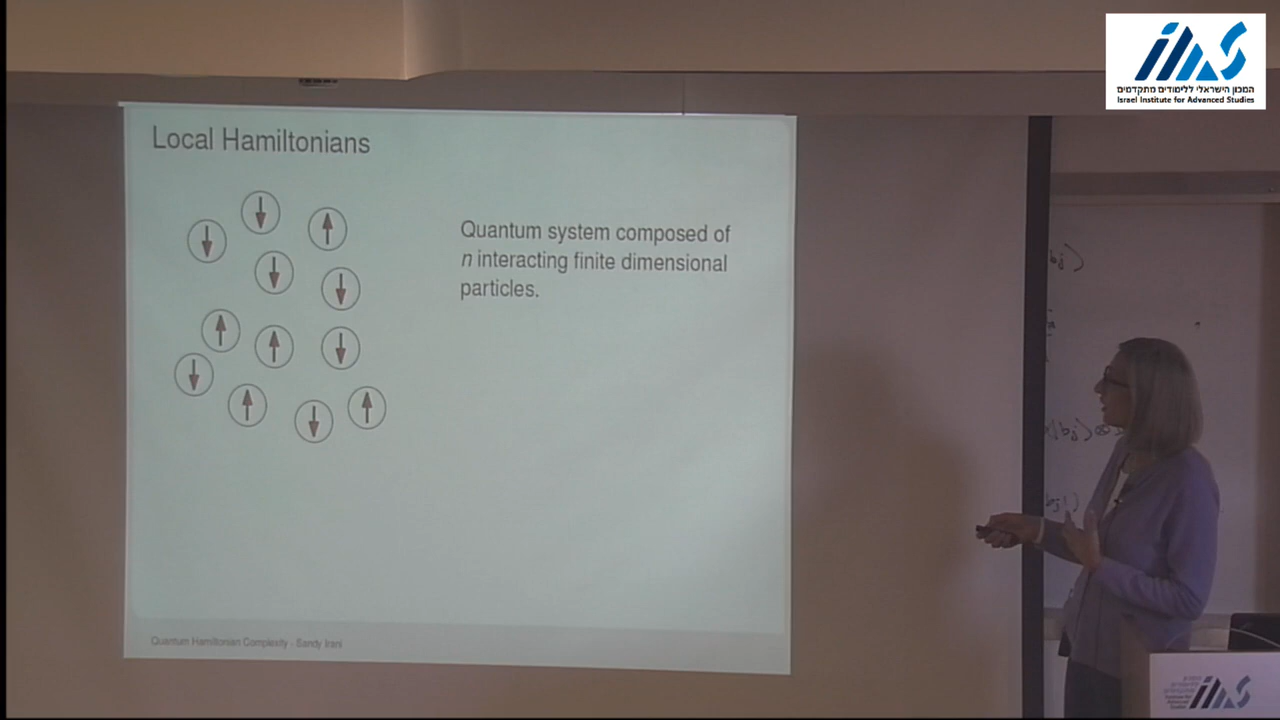 המכון הישראלי ללימודים מתקדמים
Israel Institute for Advanced Studies
Local Hamiltonians
Quantum system composed of
n interacting finite dimensional
particles.
Quantum Hamiltonian Complexity - Sandy Irani